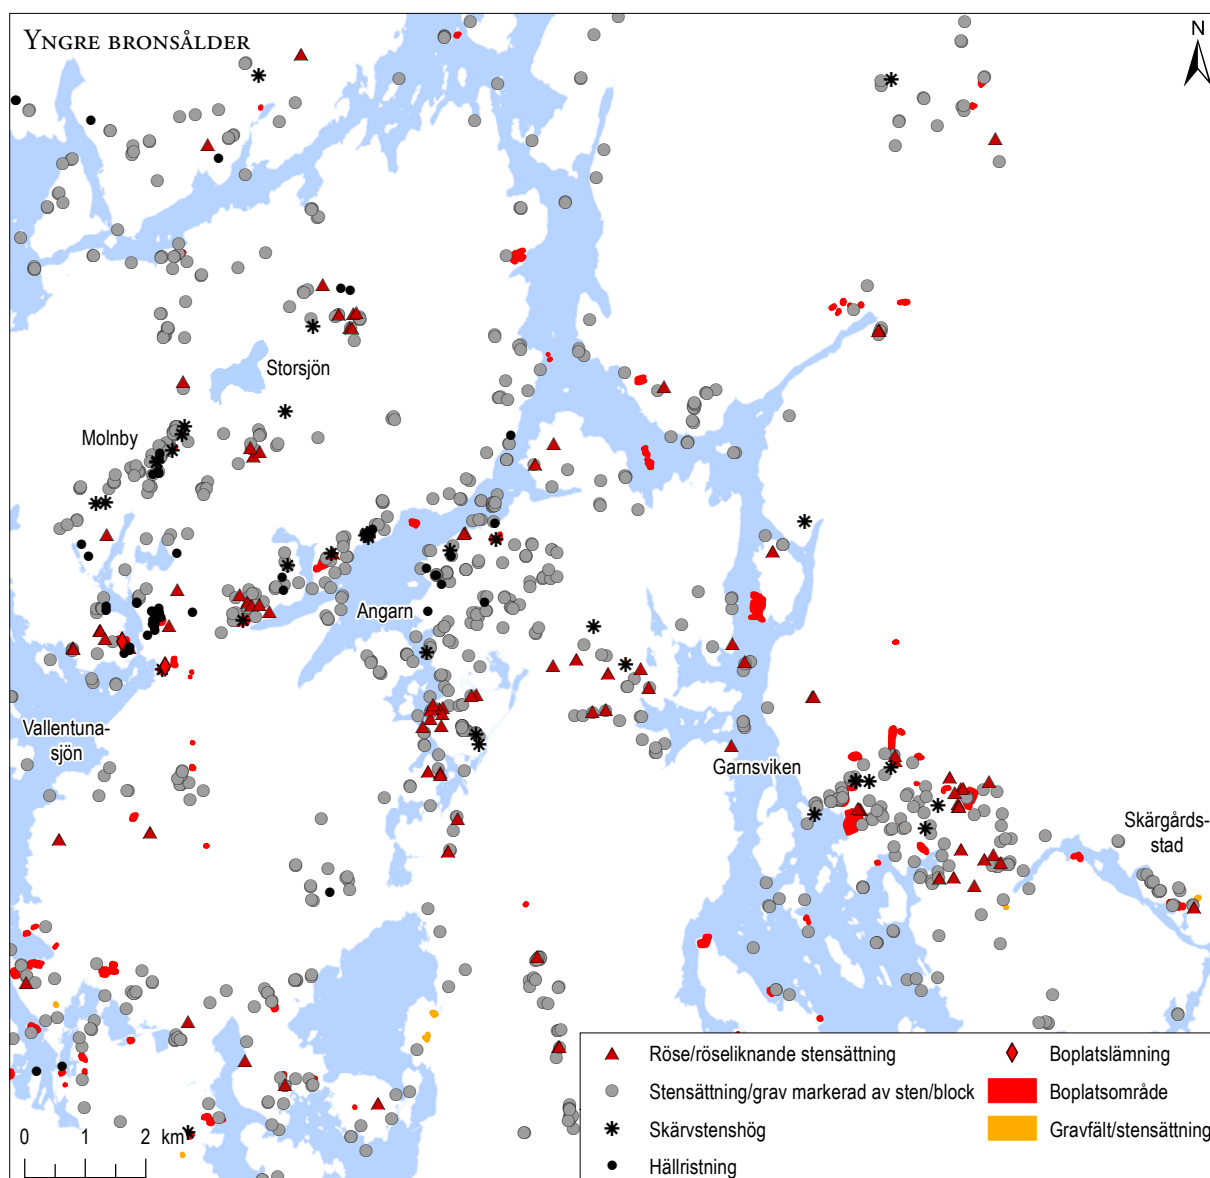 Yngre bronsålder
N
Storsjön
Molnby
Angarn
Vallentuna-
sjön
Garnsviken
Skärgårds-
stad
Röse/röseliknande stensättning
Stensättning/grav markerad av sten/block
Skärvstenshög
Hällristning
Boplatslämning
Boplatsområde
Gravfält/stensättning
0 1 2 km